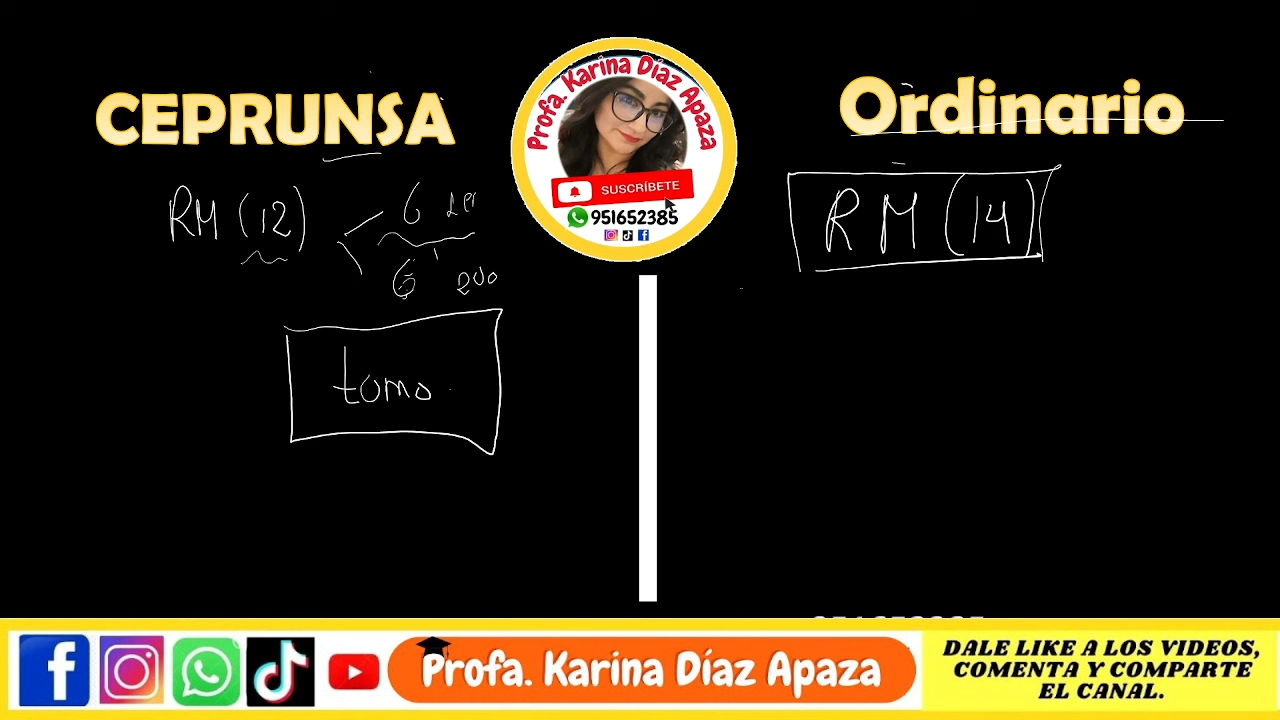 CEPRUNSA
RM (12)
6 1er
6 2do
tomo
Profa. Karina Díaz Apaza
SUSCRÍBETE
951652385
Ordinario
RM (14)
Profa. Karina Díaz Apaza
DALE LIKE A LOS VIDEOS,
COMENTA Y COMPARTE
EL CANAL.